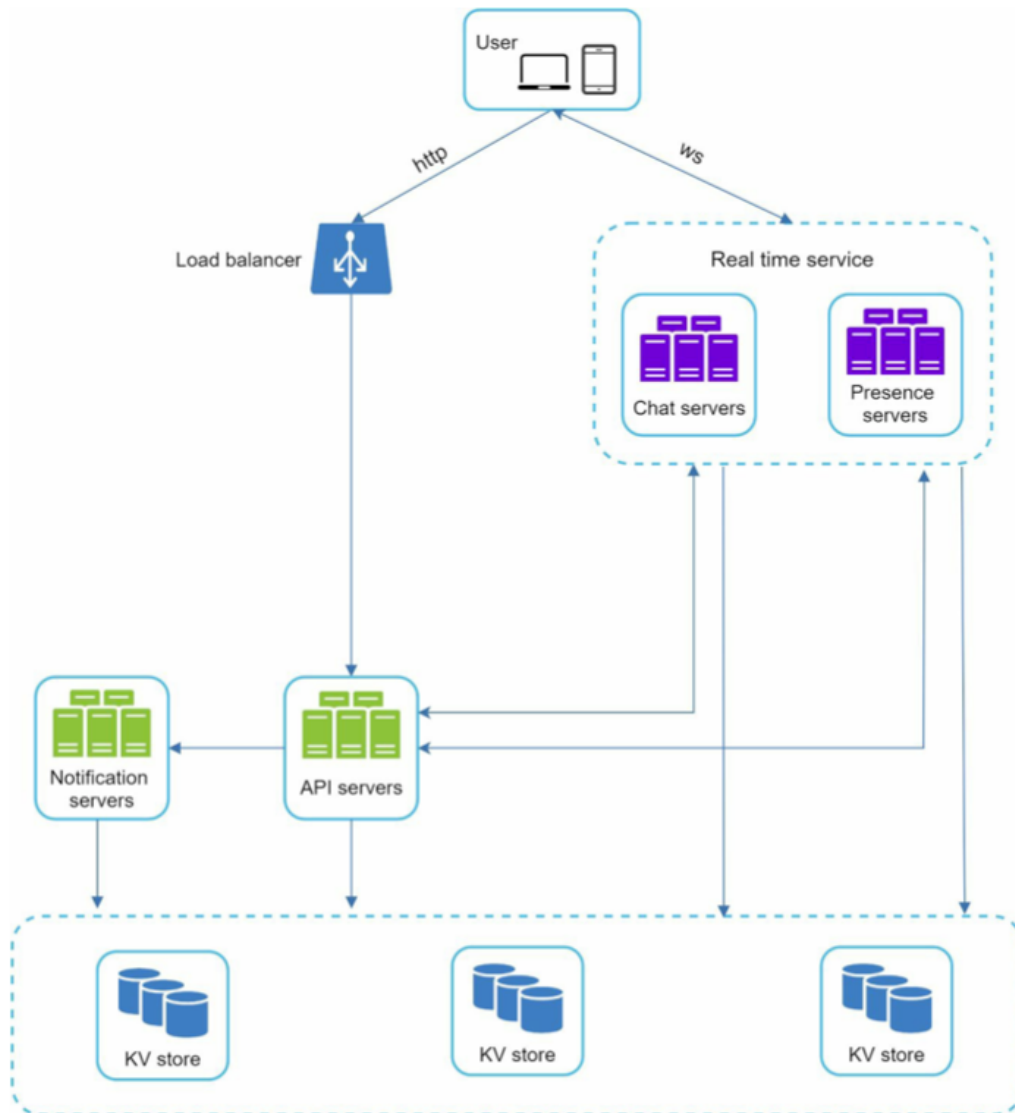 User
http
ws
Load balancer
Real time service
Chat servers
Presence
servers
Notification
servers
API servers
KV store
KV store
KV store